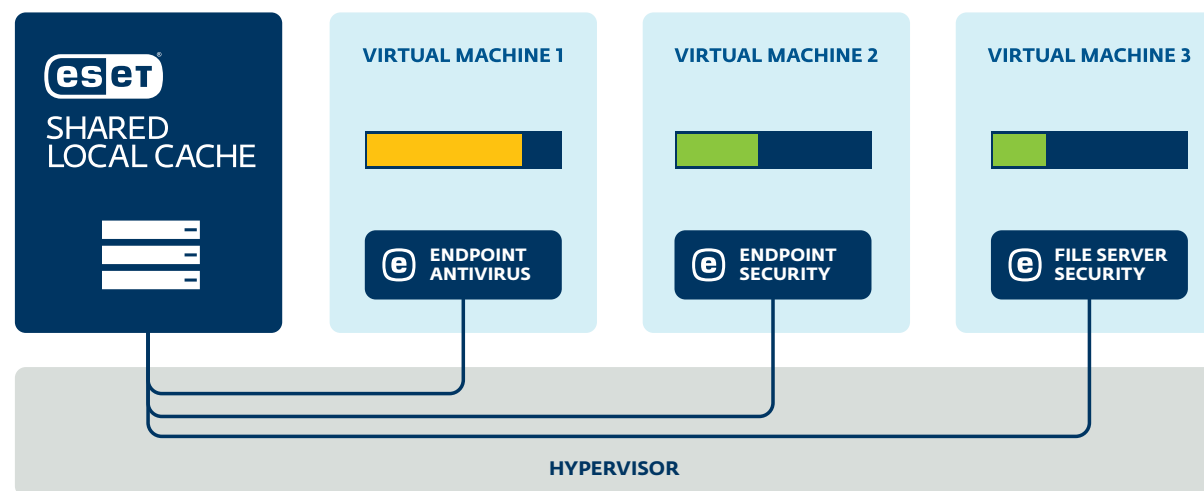 eset®
SHARED
LOCAL CACHE
VIRTUAL MACHINE 1
e ENDPOINT
ANTIVIRUS
VIRTUAL MACHINE 2
e ENDPOINT
SECURITY
VIRTUAL MACHINE 3
e FILE SERVER
SECURITY
HYPERVISOR